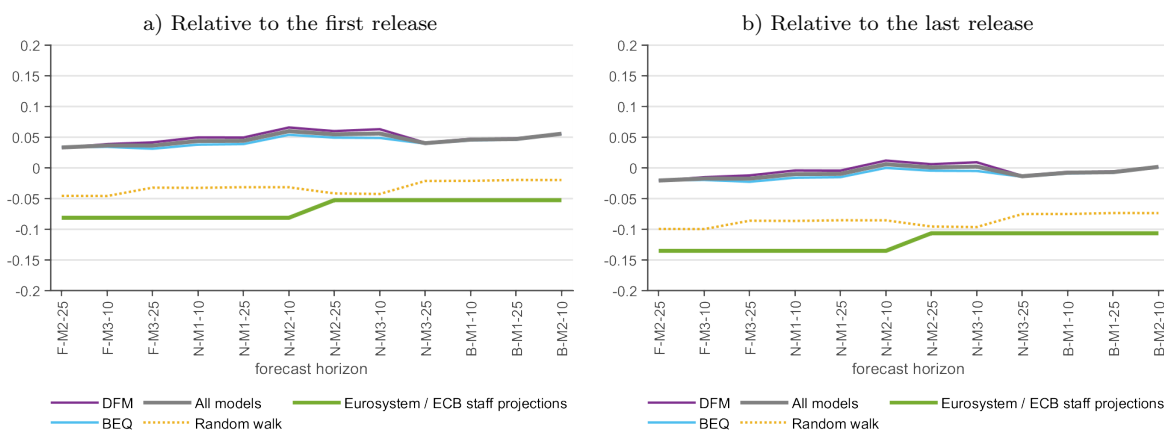 a) Relative to the first release
0.2
0.15
0.1
0.05
0
-0.05
-0.1
-0.15
-0.2
F-M2-25
F-M3-10
F-M3-25
N-M1-10
N-M1-25
N-M2-10
N-M2-25
N-M3-10
N-M3-25
B-M1-10
B-M1-25
B-M2-10
forecast horizon
DFM All models Eurosystem / ECB staff projections
BEQ Random walk
b) Relative to the last release
0.2
0.15
0.1
0.05
0
-0.05
-0.1
-0.15
-0.2
F-M2-25
F-M3-10
F-M3-25
N-M1-10
N-M1-25
N-M2-10
N-M2-25
N-M3-10
N-M3-25
B-M1-10
B-M1-25
B-M2-10
forecast horizon
DFM All models Eurosystem / ECB staff projections
BEQ Random walk